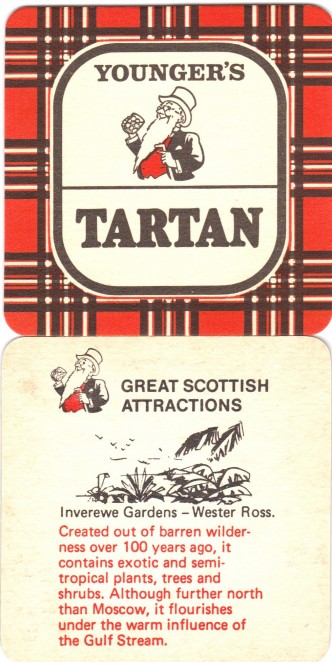 YOUNGER'S
TARTAN
GREAT SCOTTISH
ATTRACTIONS
Inverewe Gardens – Wester Ross.
Created out of barren wilder-
ness over 100 years ago, it
contains exotic and semi-
tropical plants, trees and
shrubs. Although further north
than Moscow, it flourishes
under the warm influence of
the Gulf Stream.